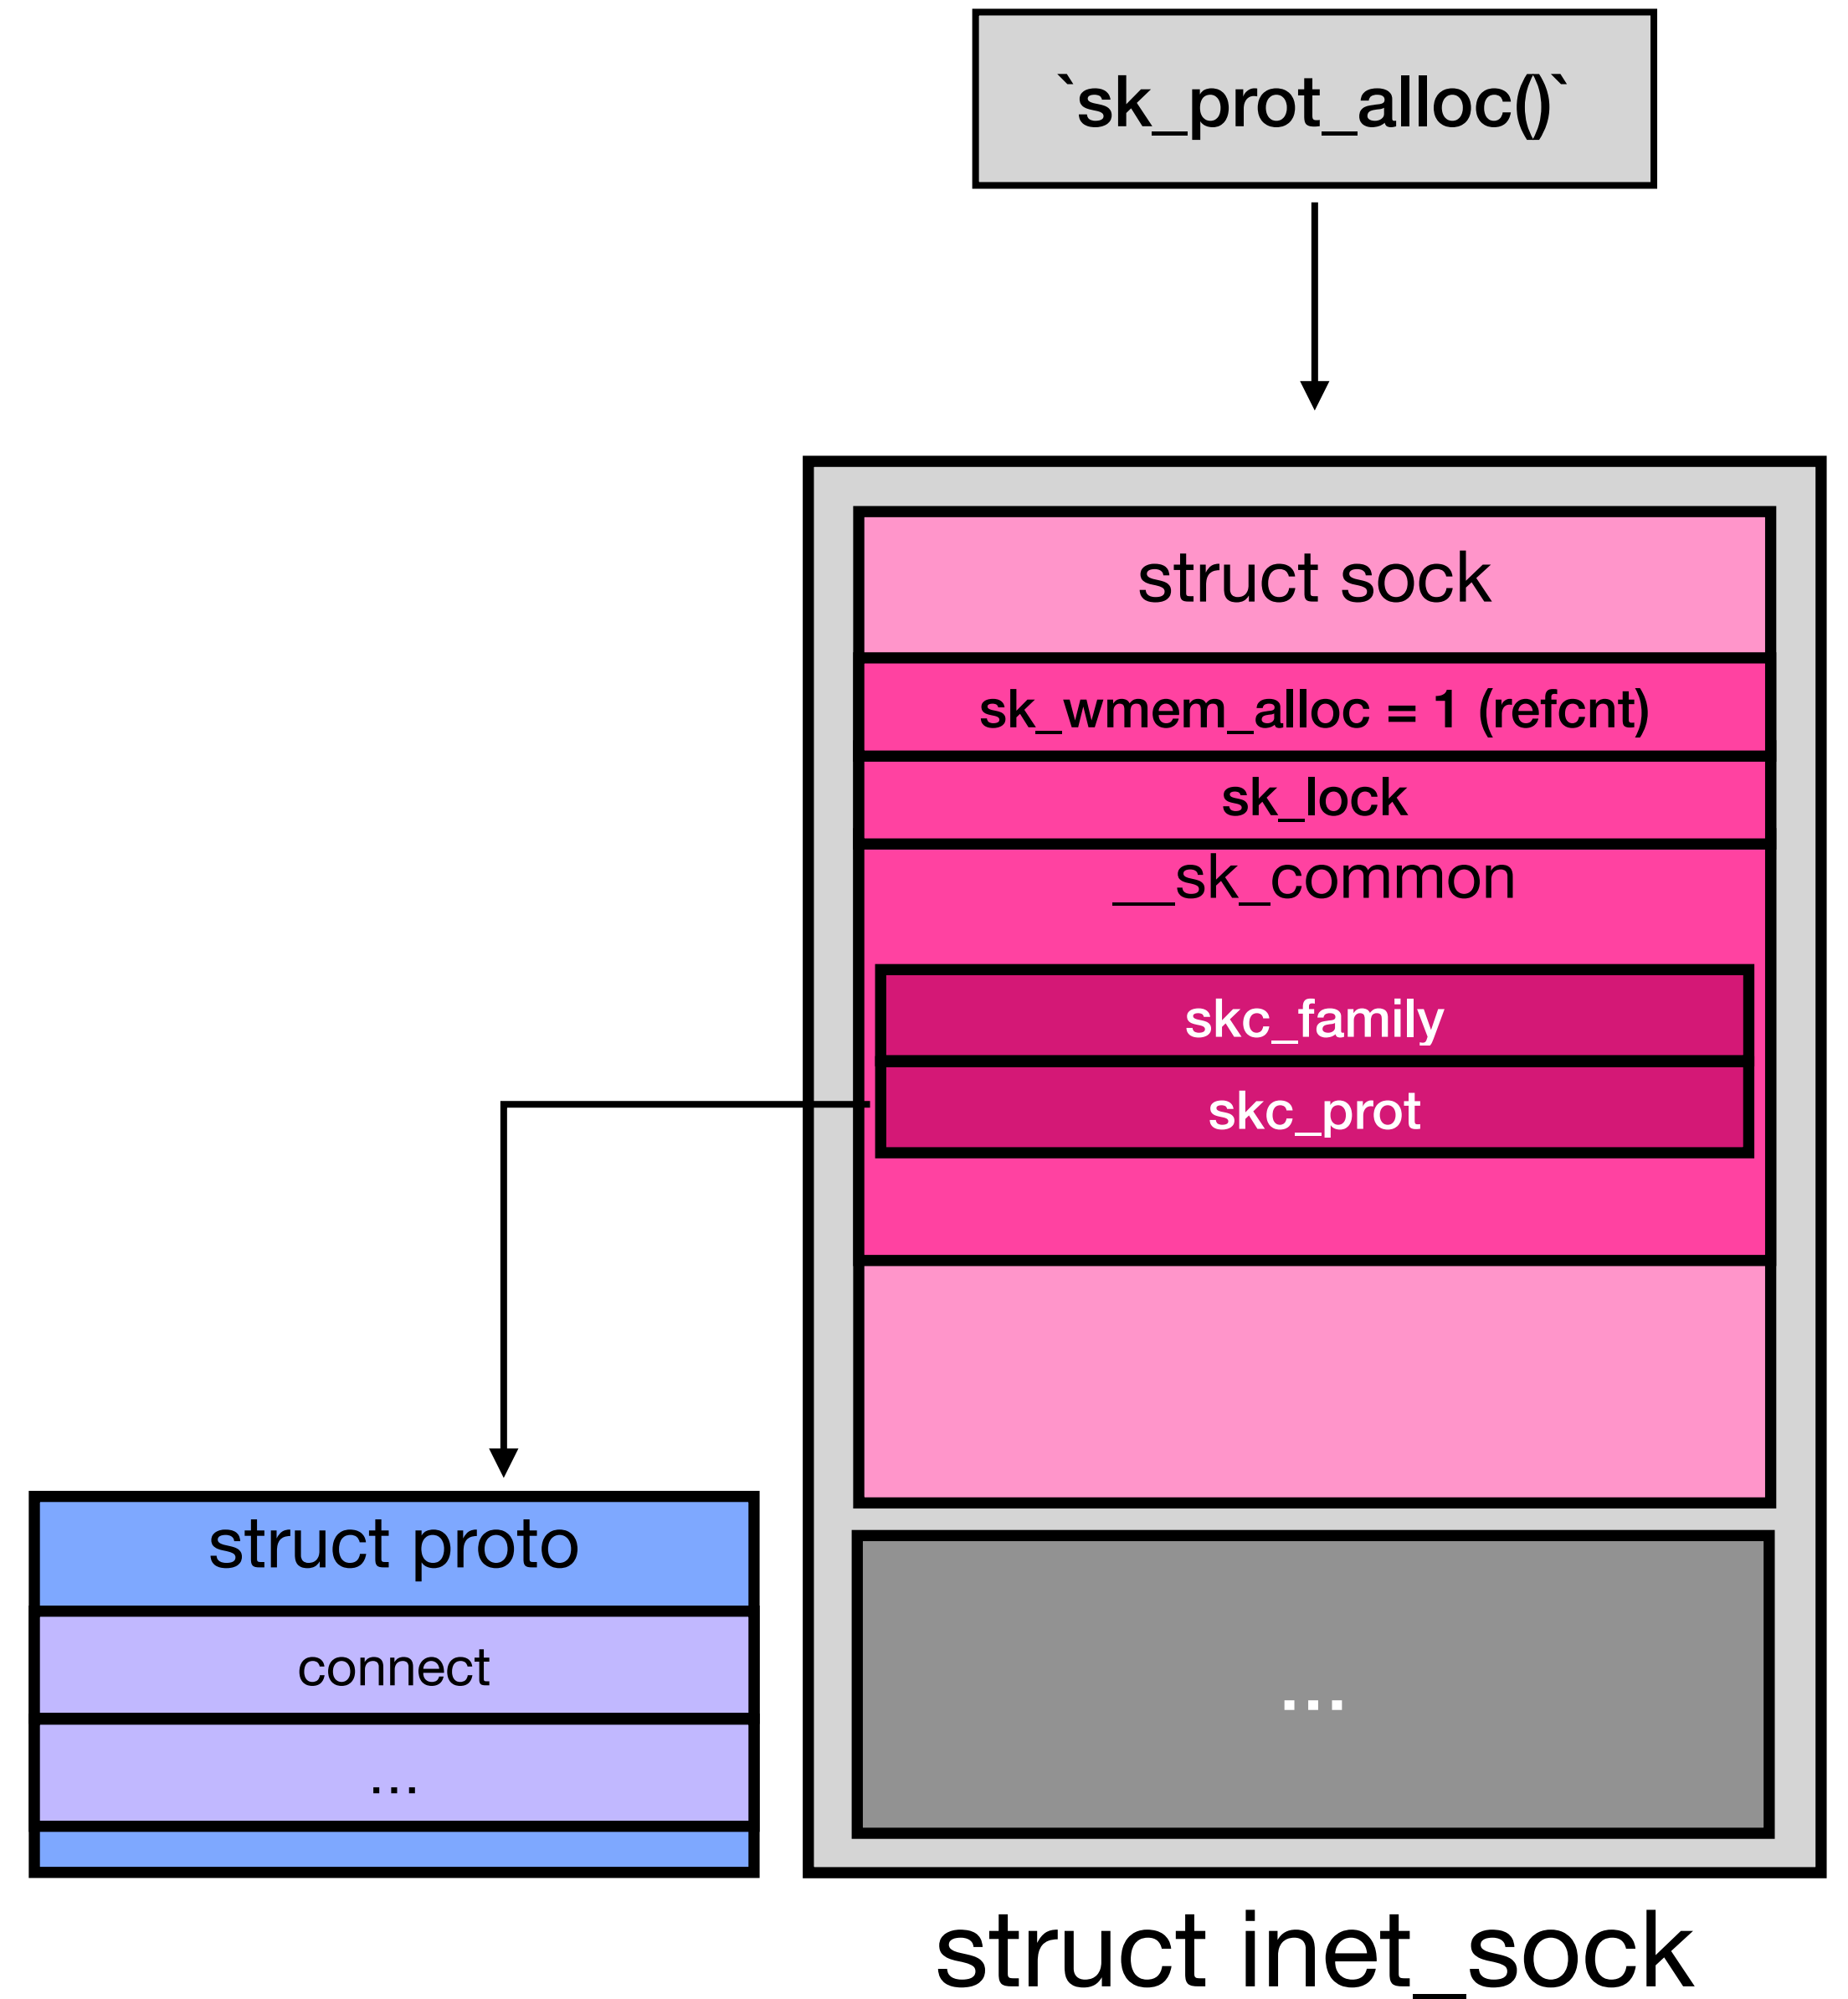 `sk_prot_alloc()`
struct sock
sk_wmem_alloc = 1 (refcnt)
sk_lock
__sk_common
skc_family
skc_prot
struct proto
connect
...
...
struct inet_sock